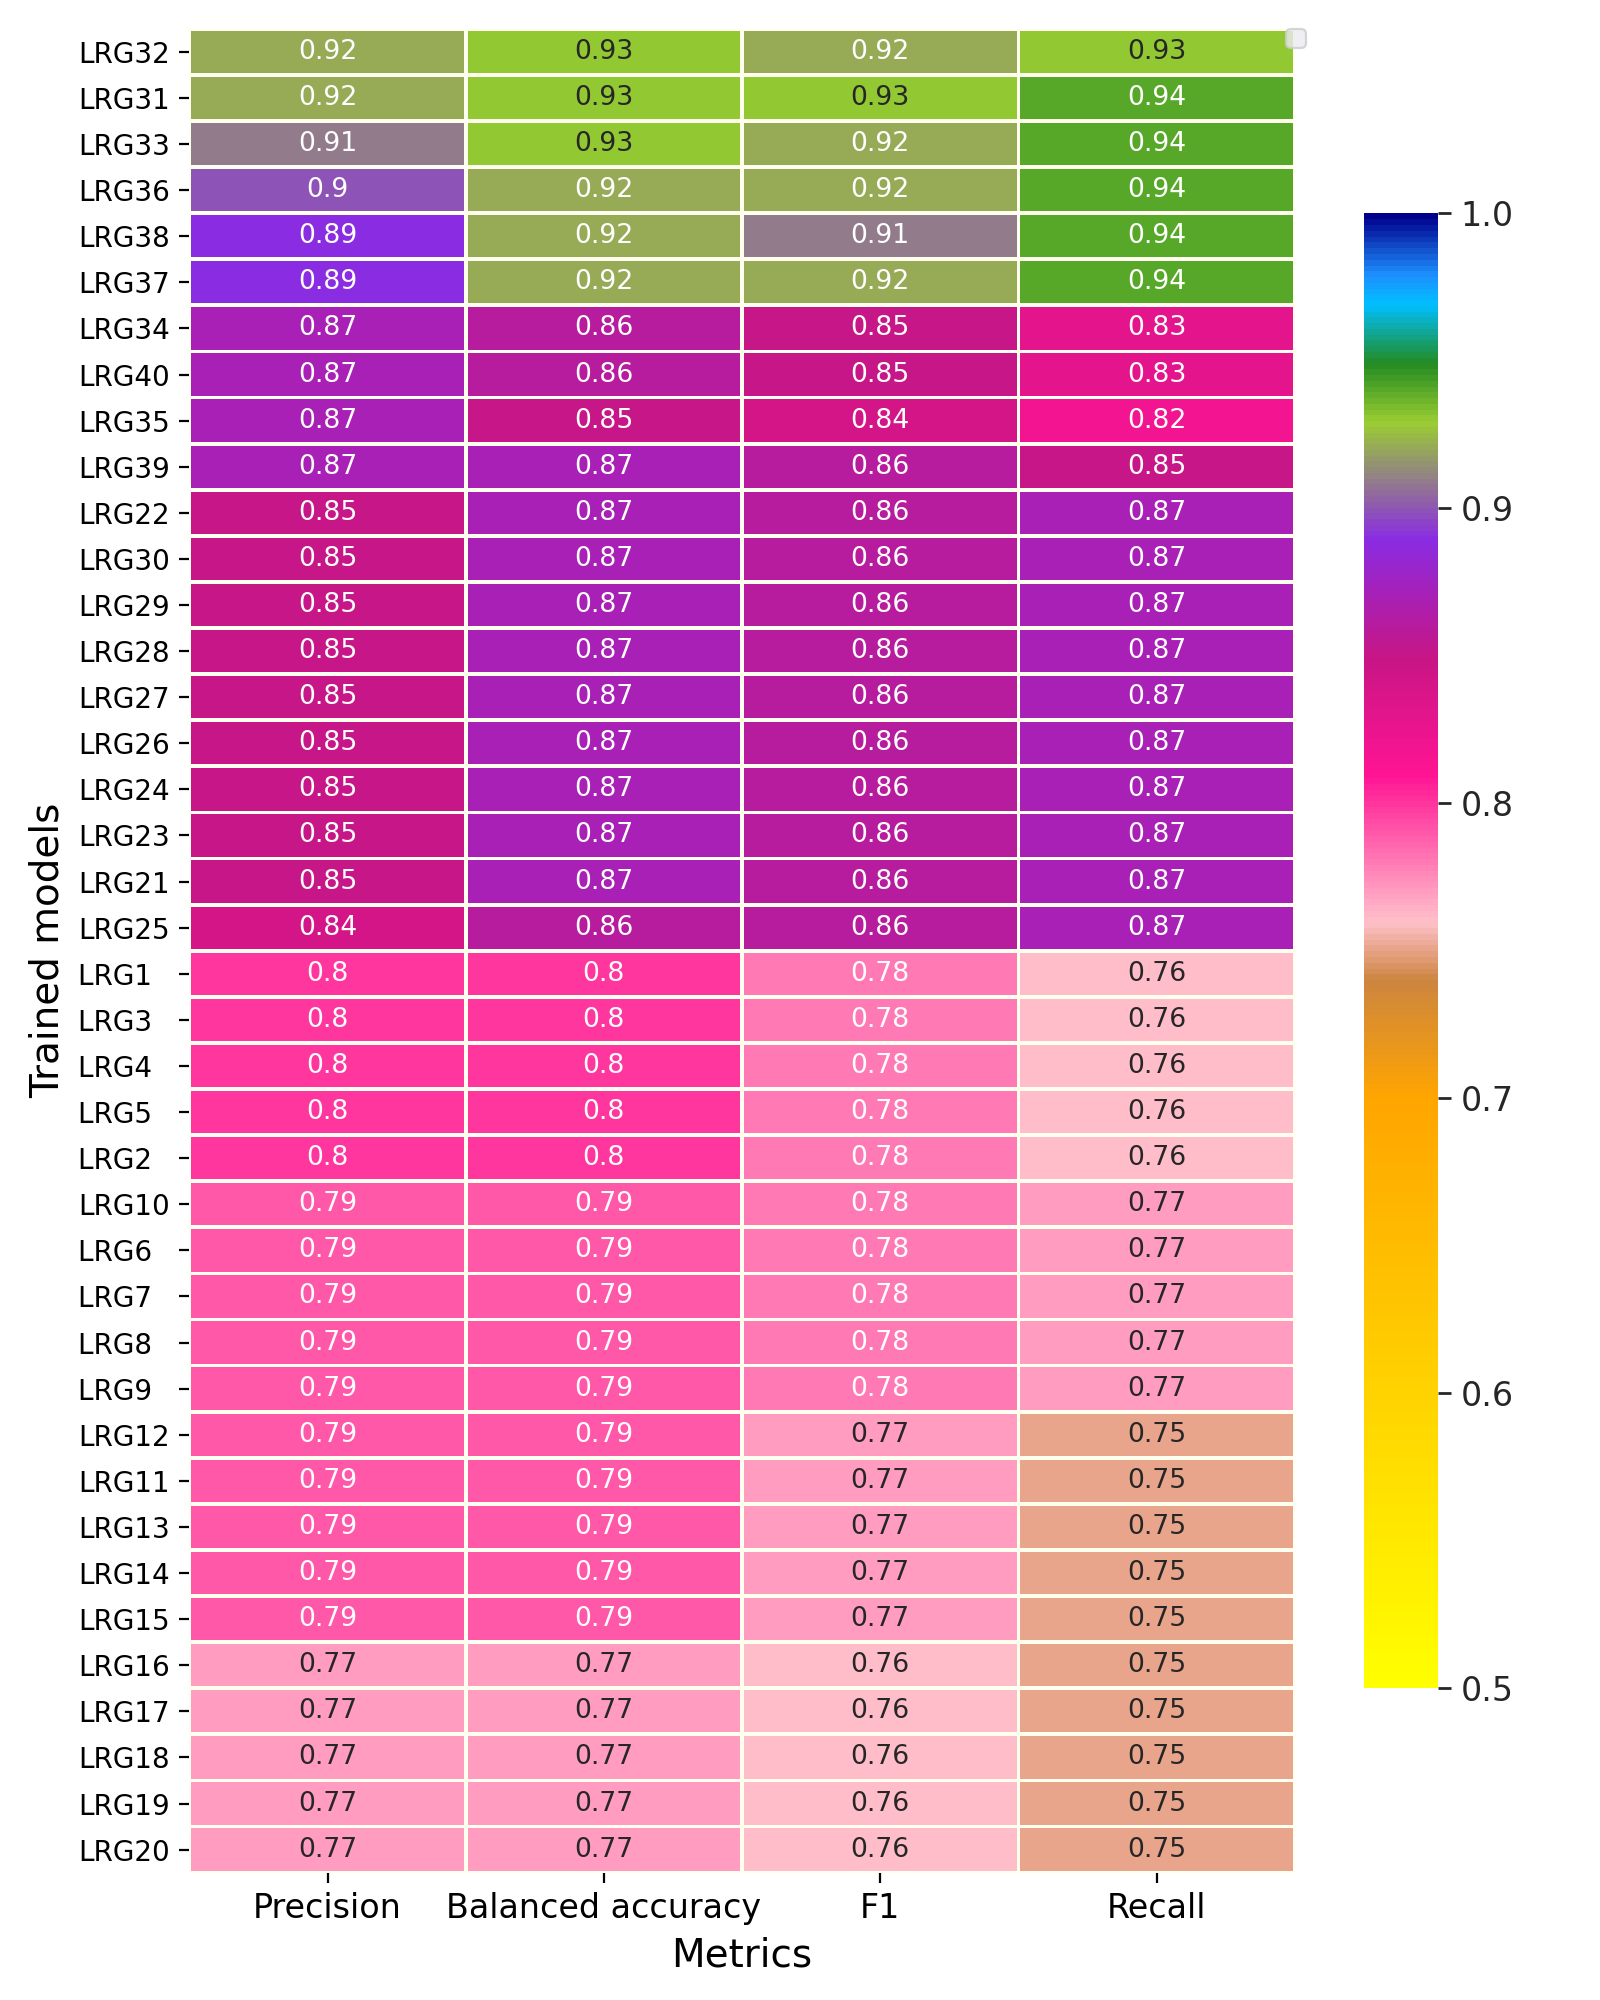 LRG32 0.92 0.93 0.92 0.93
LRG31 0.92 0.93 0.93 0.94
LRG33 0.91 0.93 0.92 0.94
LRG36 0.9 0.92 0.92 0.94
LRG38 0.89 0.92 0.91 0.94
LRG37 0.89 0.92 0.92 0.94
LRG34 0.87 0.86 0.85 0.83
LRG40 0.87 0.86 0.85 0.83
LRG35 0.87 0.85 0.84 0.82
LRG39 0.87 0.87 0.86 0.85
LRG22 0.85 0.87 0.86 0.87
LRG30 0.85 0.87 0.86 0.87
LRG29 0.85 0.87 0.86 0.87
LRG28 0.85 0.87 0.86 0.87
LRG27 0.85 0.87 0.86 0.87
LRG26 0.85 0.87 0.86 0.87
LRG24 0.85 0.87 0.86 0.87
LRG23 0.85 0.87 0.86 0.87
LRG21 0.85 0.87 0.86 0.87
LRG25 0.84 0.86 0.86 0.87
LRG1 0.8 0.8 0.78 0.76
LRG3 0.8 0.8 0.78 0.76
LRG4 0.8 0.8 0.78 0.76
LRG5 0.8 0.8 0.78 0.76
LRG2 0.8 0.8 0.78 0.76
LRG10 0.79 0.79 0.78 0.77
LRG6 0.79 0.79 0.78 0.77
LRG7 0.79 0.79 0.78 0.77
LRG8 0.79 0.79 0.78 0.77
LRG9 0.79 0.79 0.78 0.77
LRG12 0.79 0.79 0.77 0.75
LRG11 0.79 0.79 0.77 0.75
LRG13 0.79 0.79 0.77 0.75
LRG14 0.79 0.79 0.77 0.75
LRG15 0.79 0.79 0.77 0.75
LRG16 0.77 0.77 0.76 0.75
LRG17 0.77 0.77 0.76 0.75
LRG18 0.77 0.77 0.76 0.75
LRG19 0.77 0.77 0.76 0.75
LRG20 0.77 0.77 0.76 0.75
Precision Balanced accuracy F1 Recall
Metrics
Trained models
1.0
0.9
0.8
0.7
0.6
0.5